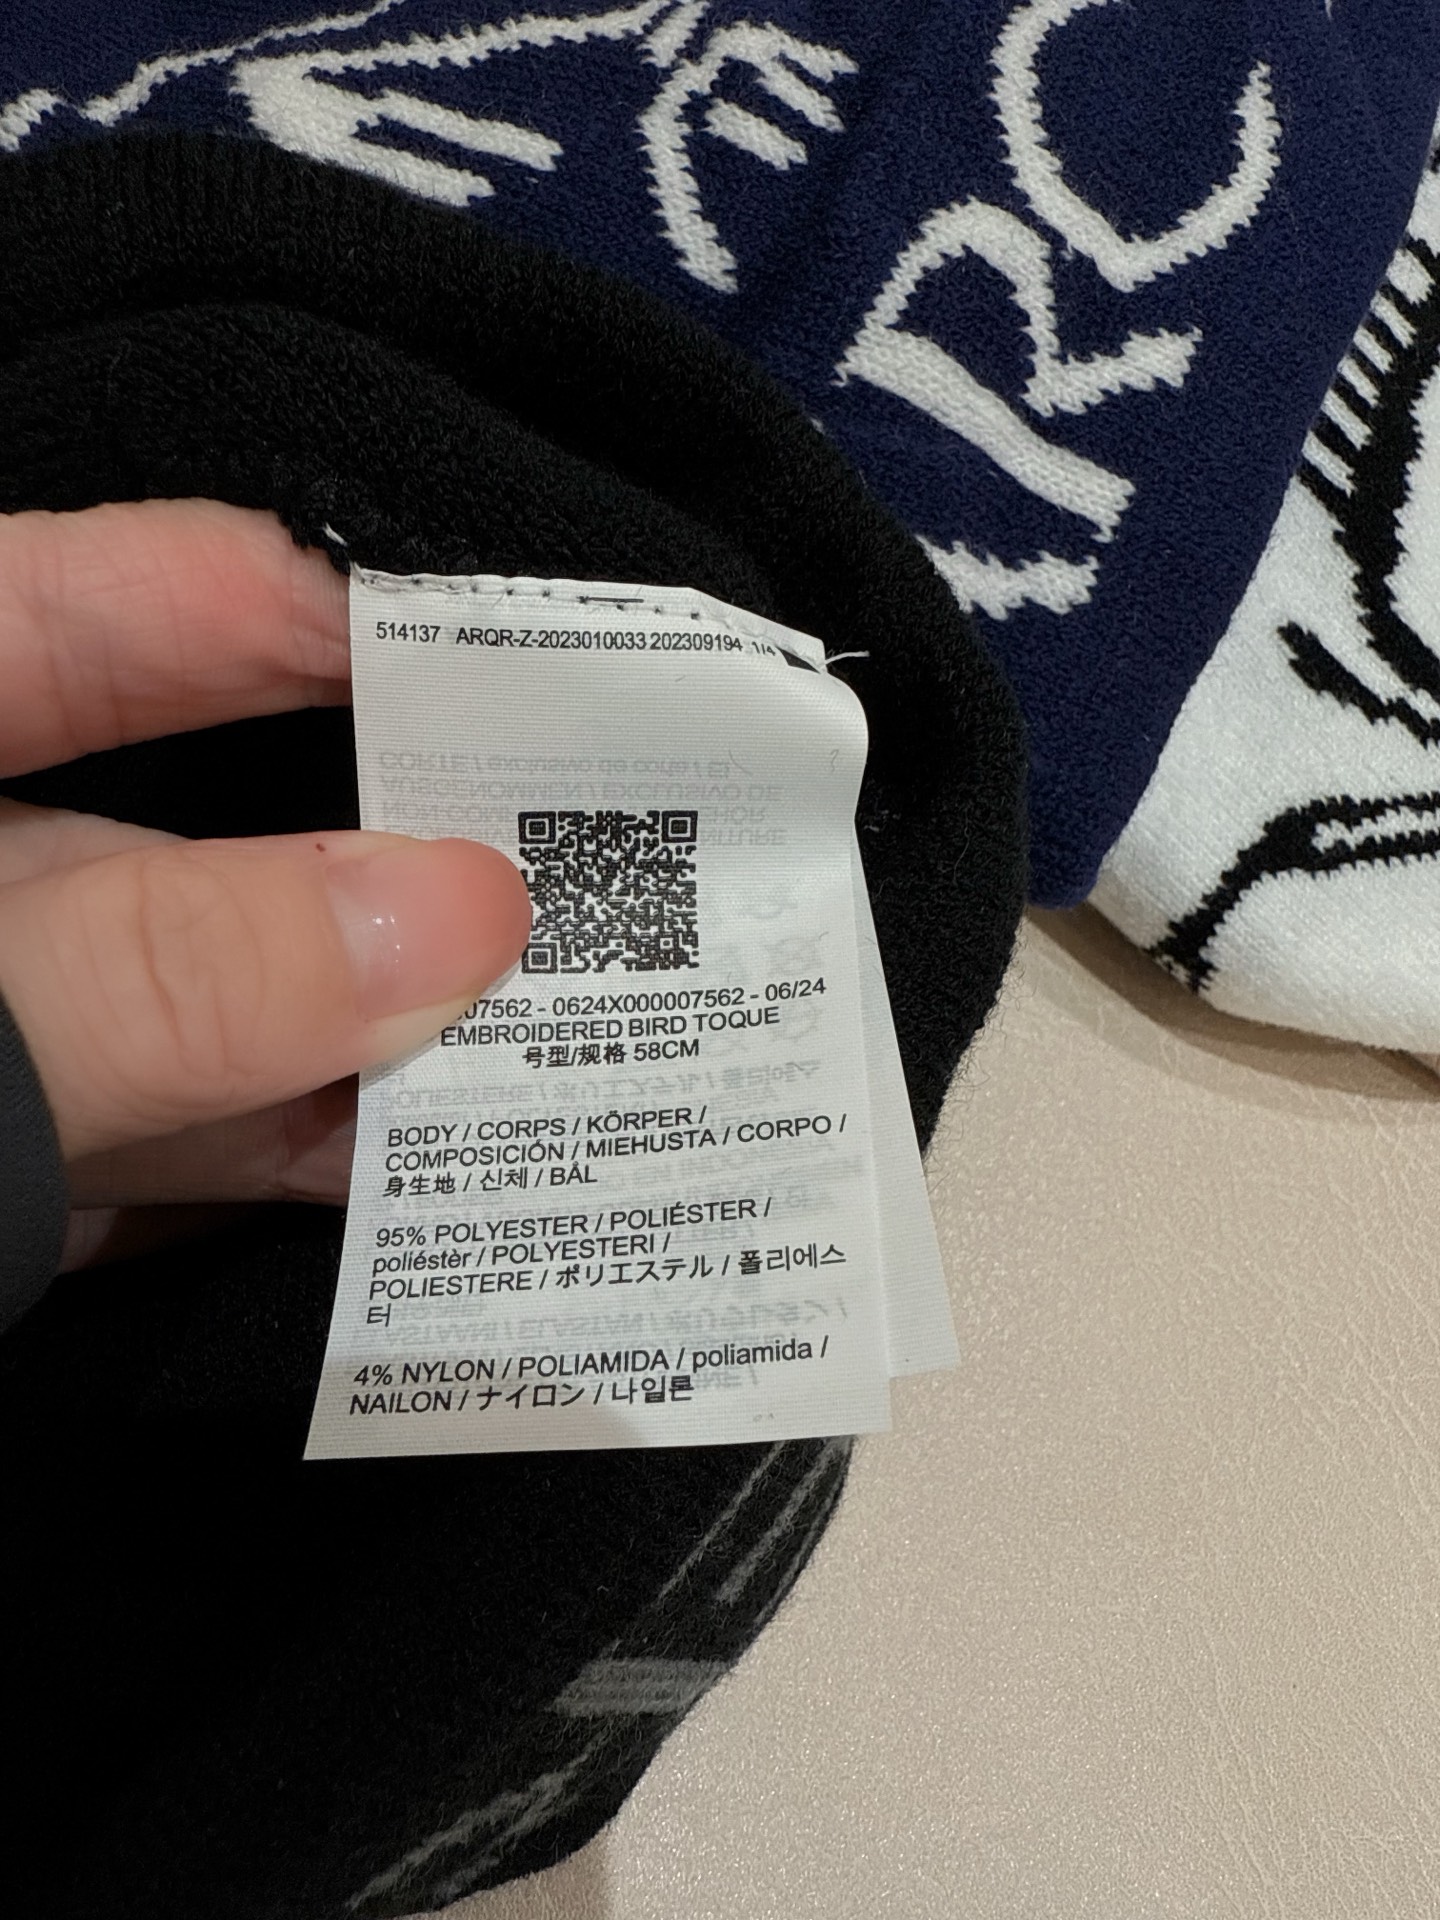 ARC
514137 ARQR-Z-2023010033 202309194 1/4
07562 - 0624X000007562 - 06/24
EMBROIDERED BIRD TOQUE
号型/规格 58CM
BODY / CORPS / KÖRPER /
COMPOSICIÓN / MIEHUSTA / CORPO /
身生地 / 신체 / BÅL
95% POLYESTER / POLIÉSTER /
poliéstèr / POLYESTERI /
POLIESTERE / ポリエステル / 폴리에스
터
4% NYLON / POLIAMIDA / poliamida /
NAILON / ナイロン / 나일론